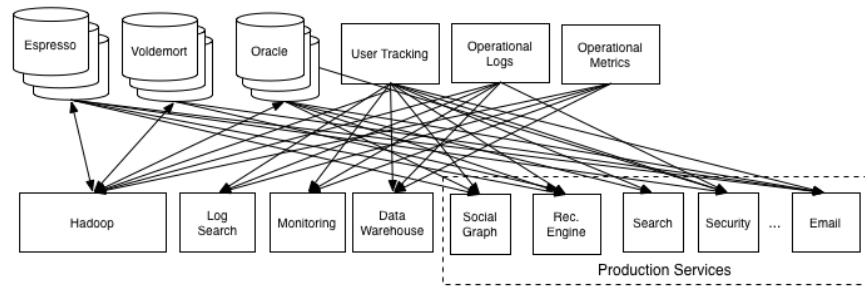 Espresso
Voldemort
Oracle
User Tracking
Operational
Logs
Operational
Metrics
Hadoop
Log
Search
Monitoring
Data
Warehouse
Social
Graph
Rec.
Engine
Search
Security
...
Email
Production Services